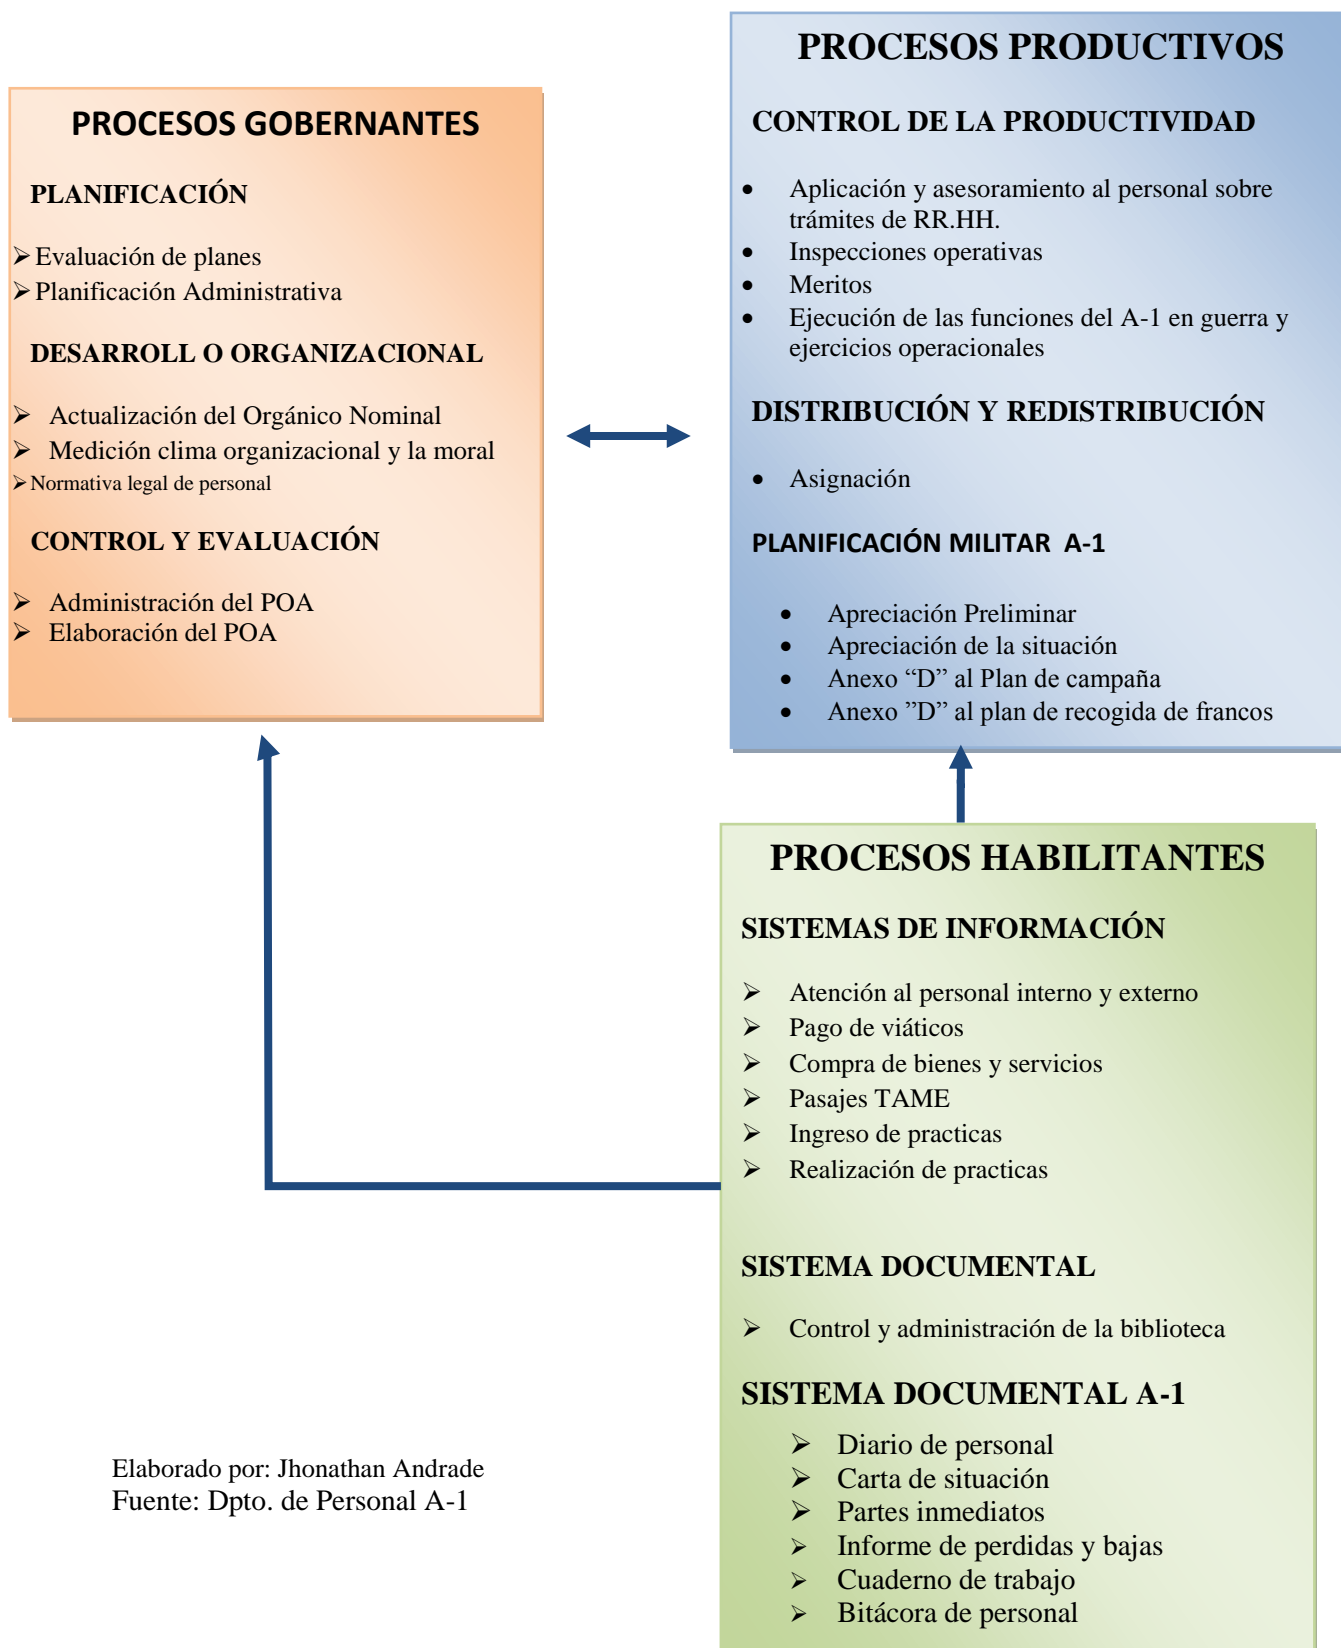 PROCESOS GOBERNANTES
PLANIFICACIÓN
Evaluación de planes
Planificación Administrativa
DESARROLL O ORGANIZACIONAL
Actualización del Orgánico Nominal
Medición clima organizacional y la moral
Normativa legal de personal
CONTROL Y EVALUACIÓN
Administración del POA
Elaboración del POA
PROCESOS PRODUCTIVOS
CONTROL DE LA PRODUCTIVIDAD
Aplicación y asesoramiento al personal sobre
trámites de RR.HH.
Inspecciones operativas
Meritos
Ejecución de las funciones del A-1 en guerra y
ejercicios operacionales
DISTRIBUCIÓN Y REDISTRIBUCIÓN
Asignación
PLANIFICACIÓN MILITAR A-1
Apreciación Preliminar
Apreciación de la situación
Anexo “D” al Plan de campaña
Anexo ”D” al plan de recogida de francos
PROCESOS HABILITANTES
SISTEMAS DE INFORMACIÓN
Atención al personal interno y externo
Pago de viáticos
Compra de bienes y servicios
Pasajes TAME
Ingreso de practicas
Realización de practicas
SISTEMA DOCUMENTAL
Control y administración de la biblioteca
SISTEMA DOCUMENTAL A-1
Diario de personal
Carta de situación
Partes inmediatos
Informe de perdidas y bajas
Cuaderno de trabajo
Bitácora de personal
Elaborado por: Jhonathan Andrade
Fuente: Dpto. de Personal A-1